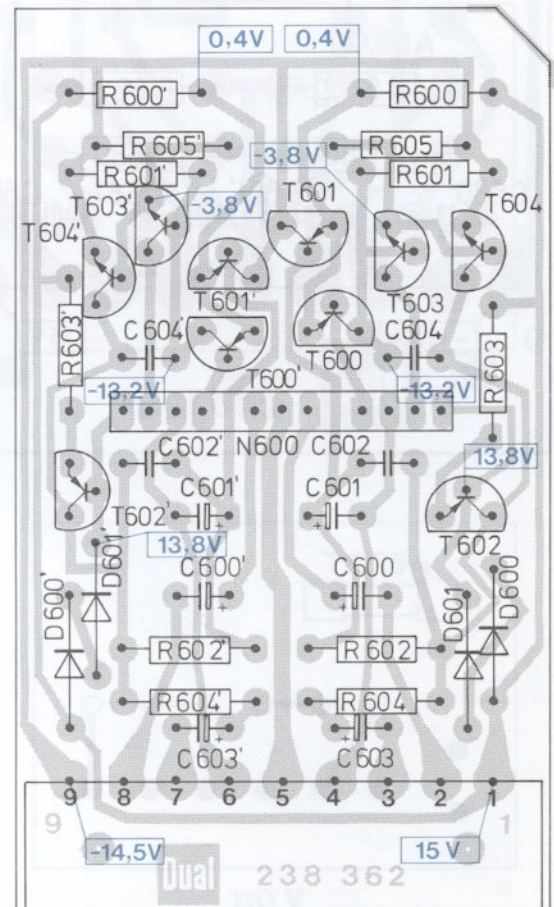 0,4V 0,4V
R600' R600
R605' R605
-3,8V
R601' R601
T603' -3,8V T601 T604
T604'
T601' T603
C604' T600 C604
R603' R603
T600'
-13,2V -13,2V
C602' N600 C602
13,8V
C601' C601
T602' T602
D601' 13,8V
D600' C600' C600 D601 D600
R602' R602
R604' R604
C603' C603
9 8 7 6 5 4 3 2 1
9 1
-14,5V 15V
Dual 238 362